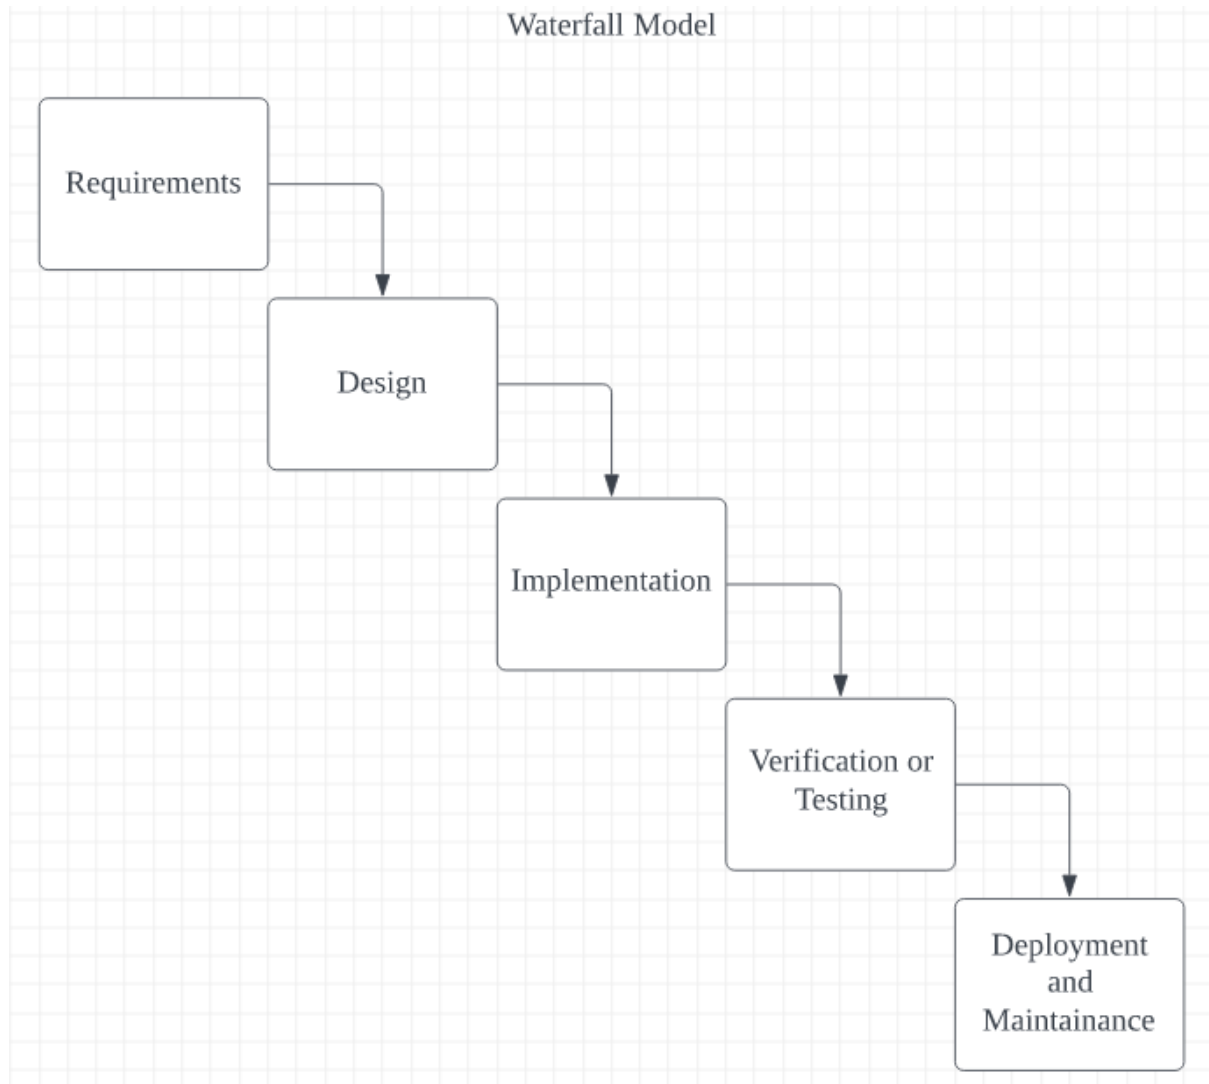 Waterfall Model
Requirements
Design
Implementation
Verification or
Testing
Deployment
and
Maintainance